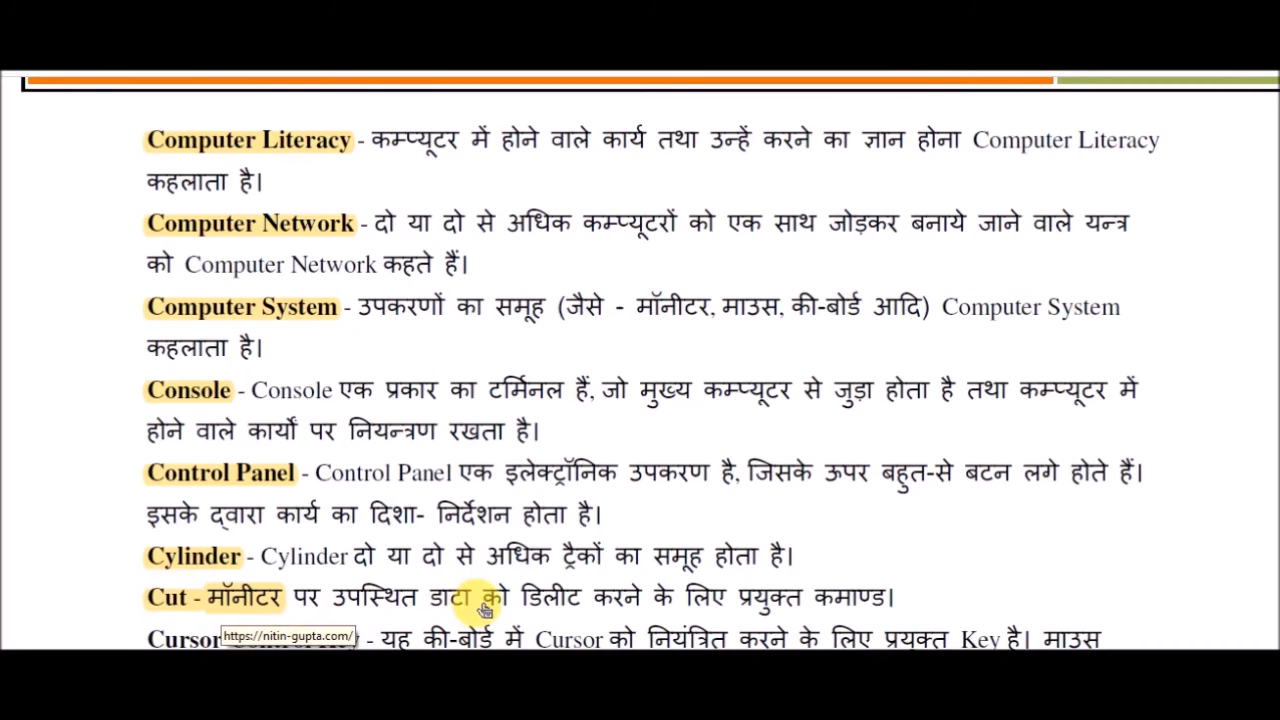 Computer Literacy - कम्प्यूटर में होने वाले कार्य तथा उन्हें करने का ज्ञान होना Computer Literacy
कहलाता है।
Computer Network - दो या दो से अधिक कम्प्यूटरों को एक साथ जोड़कर बनाये जाने वाले यन्त्र
को Computer Network कहते हैं।
Computer System - उपकरणों का समूह (जैसे - मॉनीटर, माउस, की-बोर्ड आदि) Computer System
कहलाता है।
Console - Console एक प्रकार का टर्मिनल हैं, जो मुख्य कम्प्यूटर से जुड़ा होता है तथा कम्प्यूटर में
होने वाले कार्यों पर नियन्त्रण रखता है।
Control Panel - Control Panel एक इलेक्ट्रॉनिक उपकरण है, जिसके ऊपर बहुत-से बटन लगे होते हैं।
इसके द्वारा कार्य का दिशा- निर्देशन होता है।
Cylinder - Cylinder दो या दो से अधिक ट्रैकों का समूह होता है।
Cut - मॉनीटर पर उपस्थित डाटा को डिलीट करने के लिए प्रयुक्त कमाण्ड।
Cursor - यह की-बोर्ड में Cursor को नियंत्रित करने के लिए प्रयुक्त Key है। माउस
https://nitin-gupta.com/